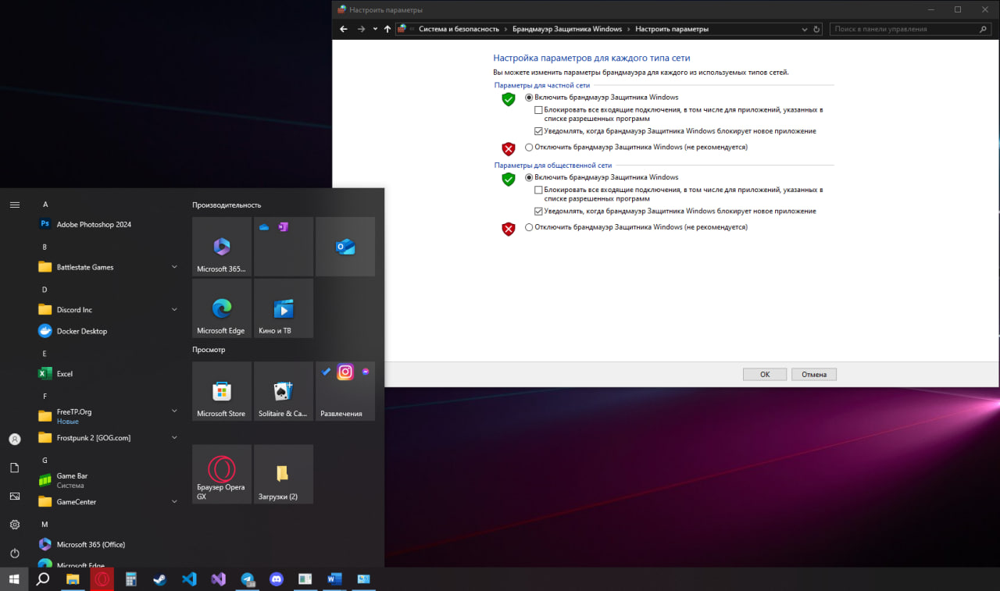 Настроить параметры
Система и безопасность
Брандмауэр Защитника Windows
Настроить параметры
Поиск в панели управления
Настройка параметров для каждого типа сети
Вы можете изменить параметры брандмауэра для каждого из используемых типов сетей.
Параметры для частной сети
Включить брандмауэр Защитника Windows
Блокировать все входящие подключения, в том числе для приложений, указанных в
списке разрешенных программ
Уведомлять, когда брандмауэр Защитника Windows блокирует новое приложение
Отключить брандмауэр Защитника Windows (не рекомендуется)
Параметры для общественной сети
Включить брандмауэр Защитника Windows
Блокировать все входящие подключения, в том числе для приложений, указанных в
списке разрешенных программ
Уведомлять, когда брандмауэр Защитника Windows блокирует новое приложение
Отключить брандмауэр Защитника Windows (не рекомендуется)
ОК
Отмена
A
Ps
Adobe Photoshop 2024
B
Battlestate Games
D
Discord Inc
Docker Desktop
E
Excel
F
FreeTP.Org
Новые
Frostpunk 2 [GOG.com]
G
Game Bar
Система
GameCenter
M
Microsoft 365 (Office)
Microsoft Edge
Производительность
Microsoft 365...
Microsoft Edge
Кино и ТВ
Просмотр
Microsoft Store
Solitaire & Ca...
Развлечения
Браузер Opera
GX
Загрузки (2)